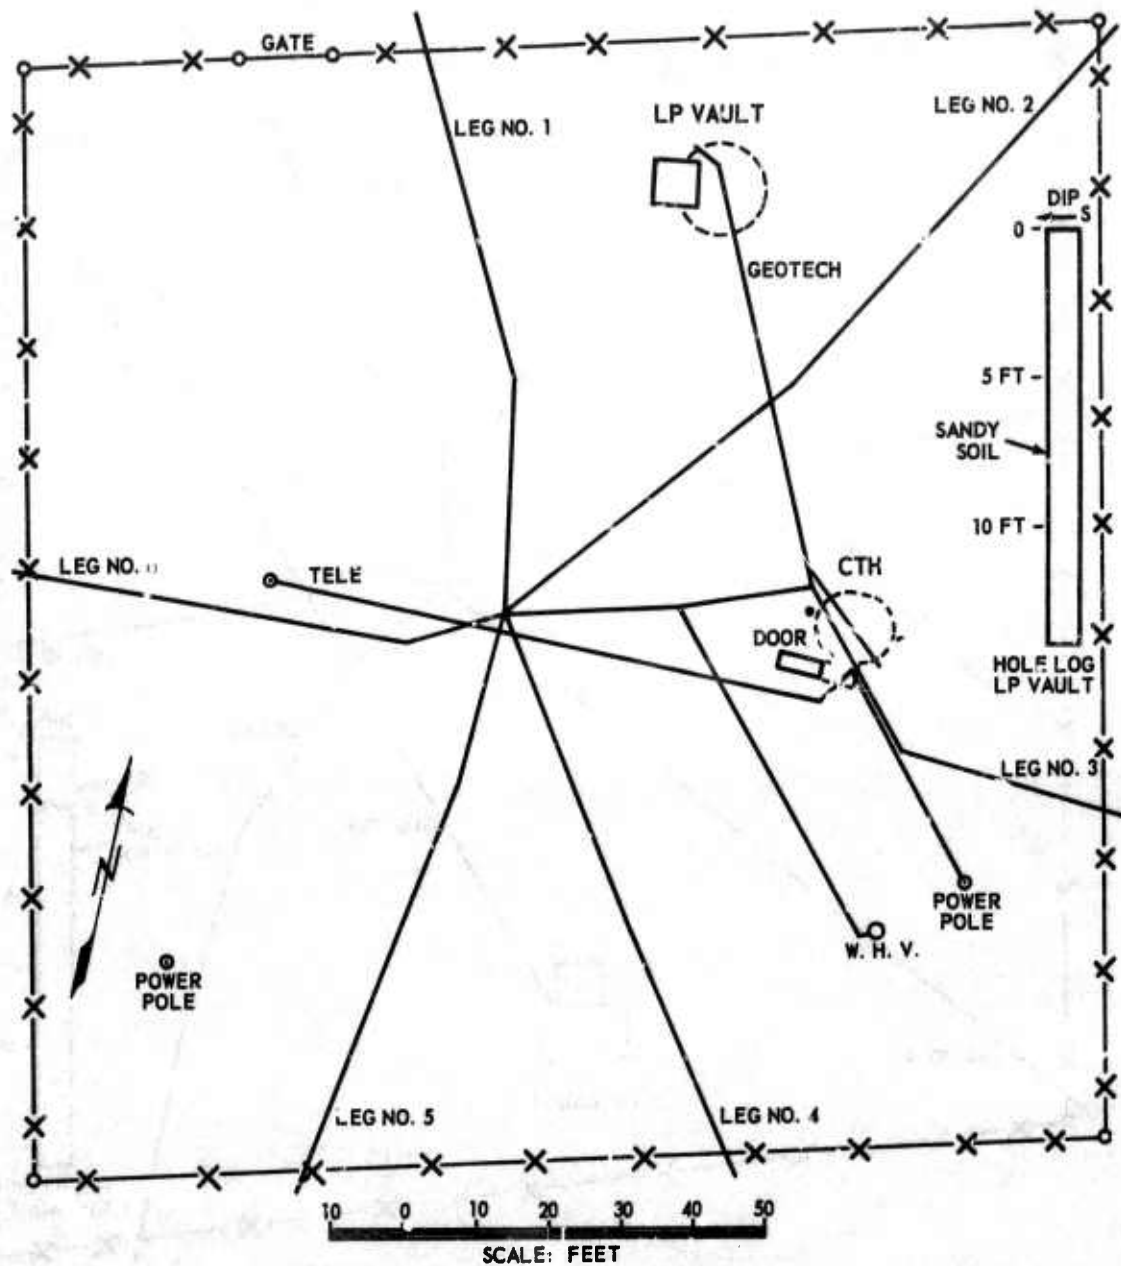 GATE
LEG NO. 1
LP VAULT
LEG NO. 2
DIP
S
0
GEOTECH
5 FT
SANDY
SOIL
10 FT
LEG NO.
TELE
CTH
DOOR
HOLE LOG
LP VAULT
LEG NO. 3
N
POWER
POLE
W. H. V.
POWER
POLE
LEG NO. 5
LEG NO. 4
10 0 10 20 30 40 50
SCALE: FEET